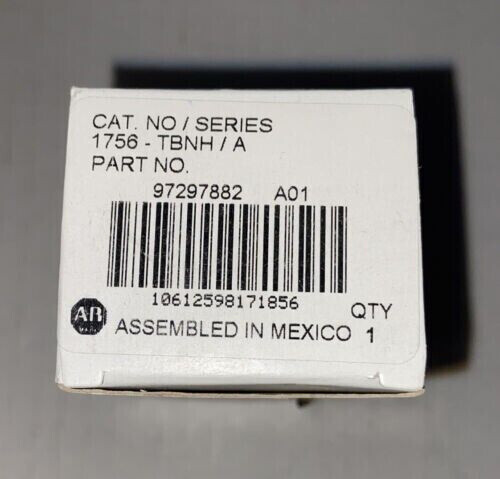 CAT. NO / SERIES
1756 - TBNH / A
PART NO.
97297882 A01
10612598171856
QTY
AB
ASSEMBLED IN MEXICO 1